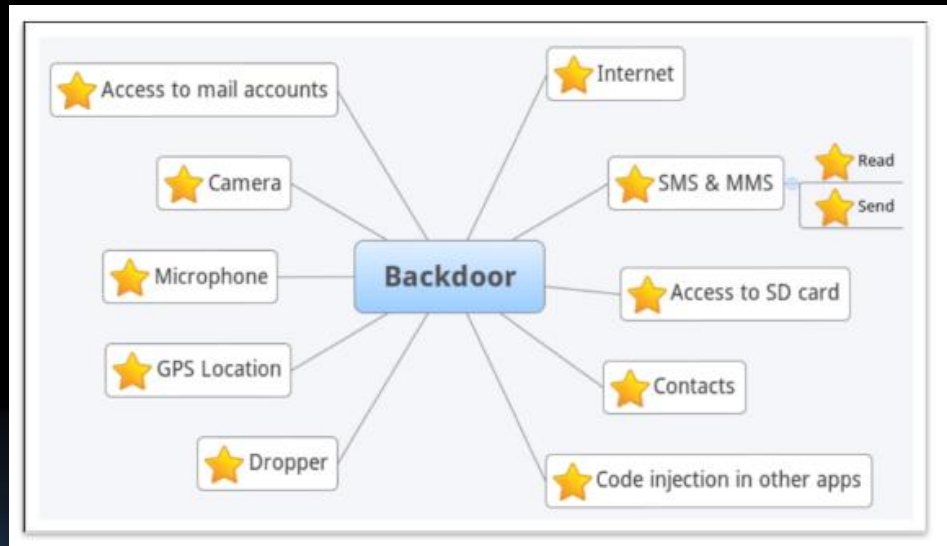 Access to mail accounts
Camera
Microphone
GPS Location
Dropper
Backdoor
Internet
SMS & MMS
Read
Send
Access to SD card
Contacts
Code injection in other apps